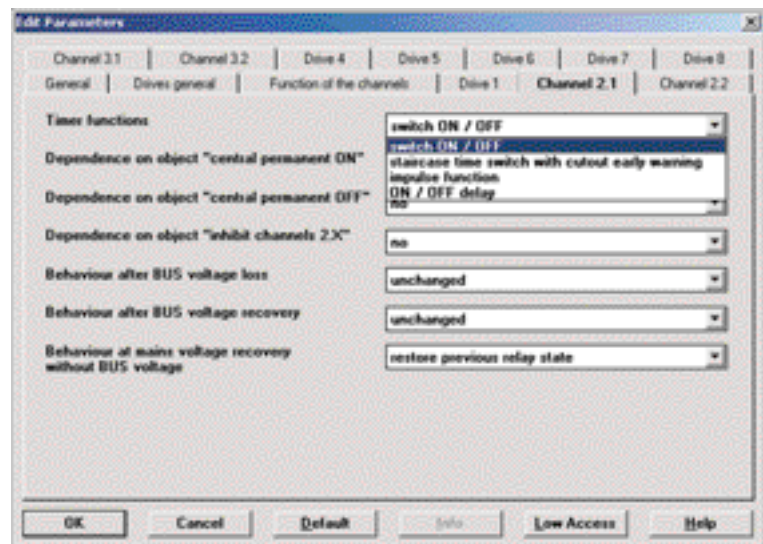 Edit Parameters
Channel 3.1 Channel 3.2 Drive 4 Drive 5 Drive 6 Drive 7 Drive 8
General Drives general Function of the channels Drive 1 Channel 2.1 Channel 2.2
Timer functions
switch ON / OFF
switch ON / OFF
staircase time switch with cutout early warning
impulse function
ON / OFF delay
Dependence on object "central permanent ON"
Dependence on object "central permanent OFF"
no
Dependence on object "inhibit channels 2.X"
no
Behaviour after BUS voltage loss
unchanged
Behaviour after BUS voltage recovery
unchanged
Behaviour at mains voltage recovery
without BUS voltage
restore previous relay state
OK Cancel Default Info Low Access Help